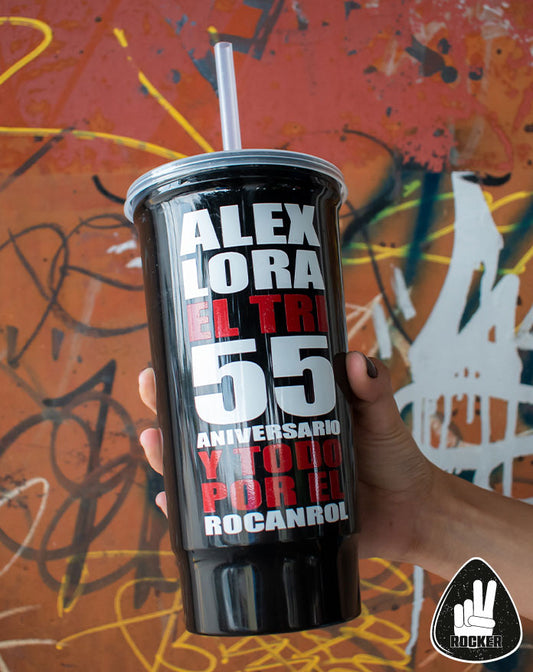 ALEX
LORA
EL TRI
55
ANIVERSARIO
Y TODO
POR EL
ROCANROL
ROCKER